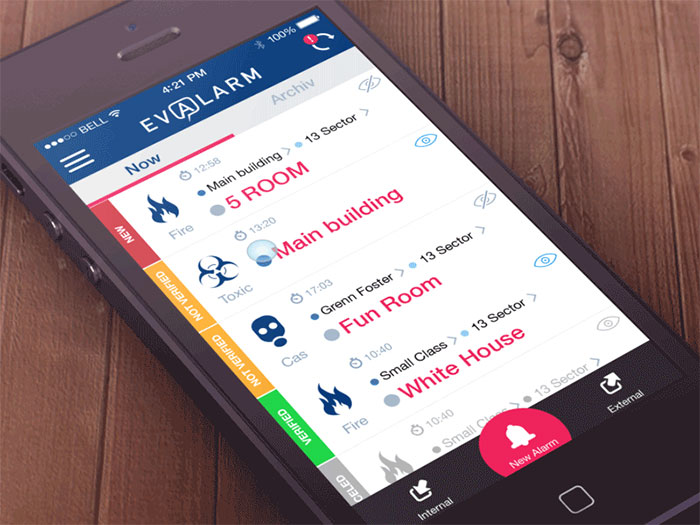 BELL
4:21 PM
100%
EVALARM
Now
Archiv
NEW
12:58
Main building
13 Sector
Fire
5 ROOM
NOT VERIFIED
13:20
Toxic
Main building
NOT VERIFIED
17:03
Grenn Foster
13 Sector
Cas
Fun Room
VERIFIED
10:40
Small Class
13 Sector
Fire
White House
CELED
10:40
Small Class
13 Sector
Internal
New Alarm
External